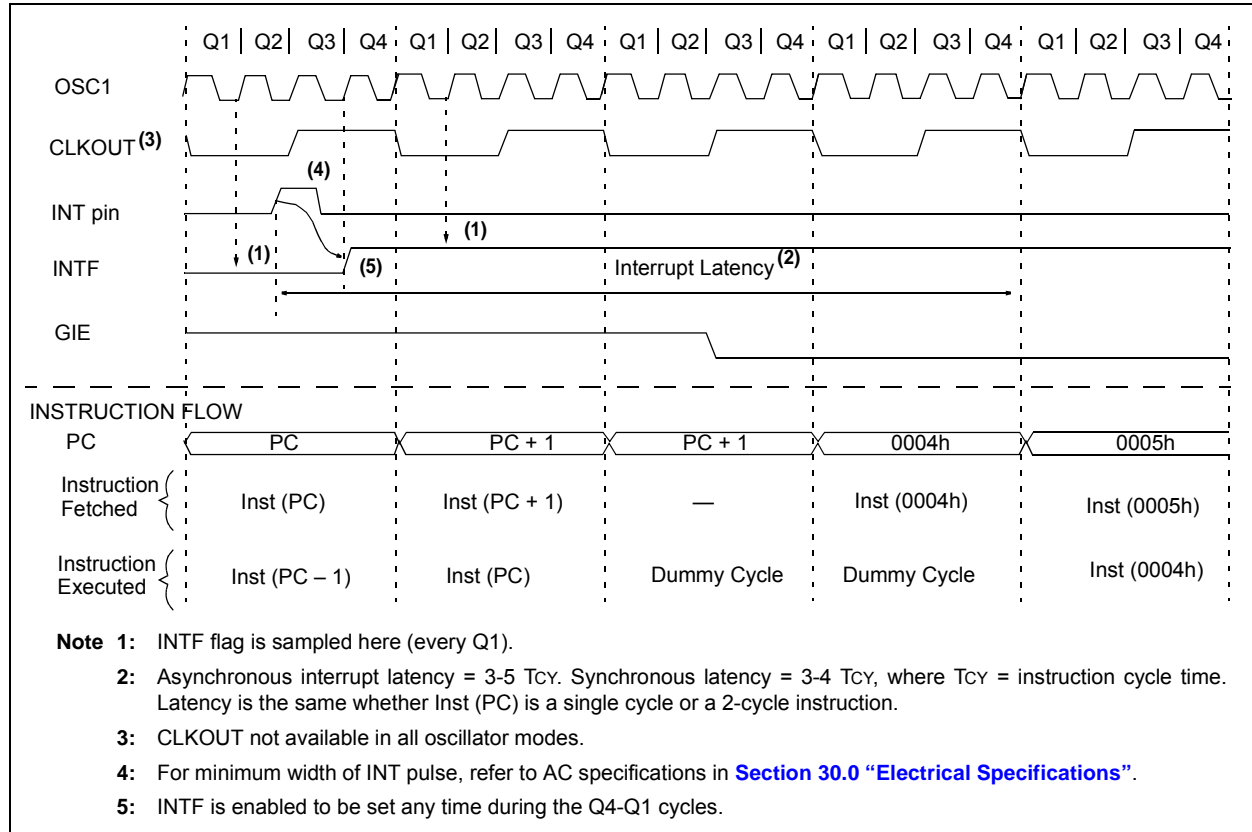 Q1 Q2 Q3 Q4 Q1 Q2 Q3 Q4 Q1 Q2 Q3 Q4 Q1 Q2 Q3 Q4 Q1 Q2 Q3 Q4
OSC1
CLKOUT(3)
(4)
INT pin
(1) (1)
INTF (5) Interrupt Latency(2)
GIE
INSTRUCTION FLOW
PC PC PC + 1 PC + 1 0004h 0005h
Instruction
Fetched Inst (PC) Inst (PC + 1) — Inst (0004h) Inst (0005h)
Instruction
Executed Inst (PC – 1) Inst (PC) Dummy Cycle Dummy Cycle Inst (0004h)
Note 1: INTF flag is sampled here (every Q1).
2: Asynchronous interrupt latency = 3-5 TCY. Synchronous latency = 3-4 TCY, where TCY = instruction cycle time.
Latency is the same whether Inst (PC) is a single cycle or a 2-cycle instruction.
3: CLKOUT not available in all oscillator modes.
4: For minimum width of INT pulse, refer to AC specifications in Section 30.0 “Electrical Specifications”.
5: INTF is enabled to be set any time during the Q4-Q1 cycles.